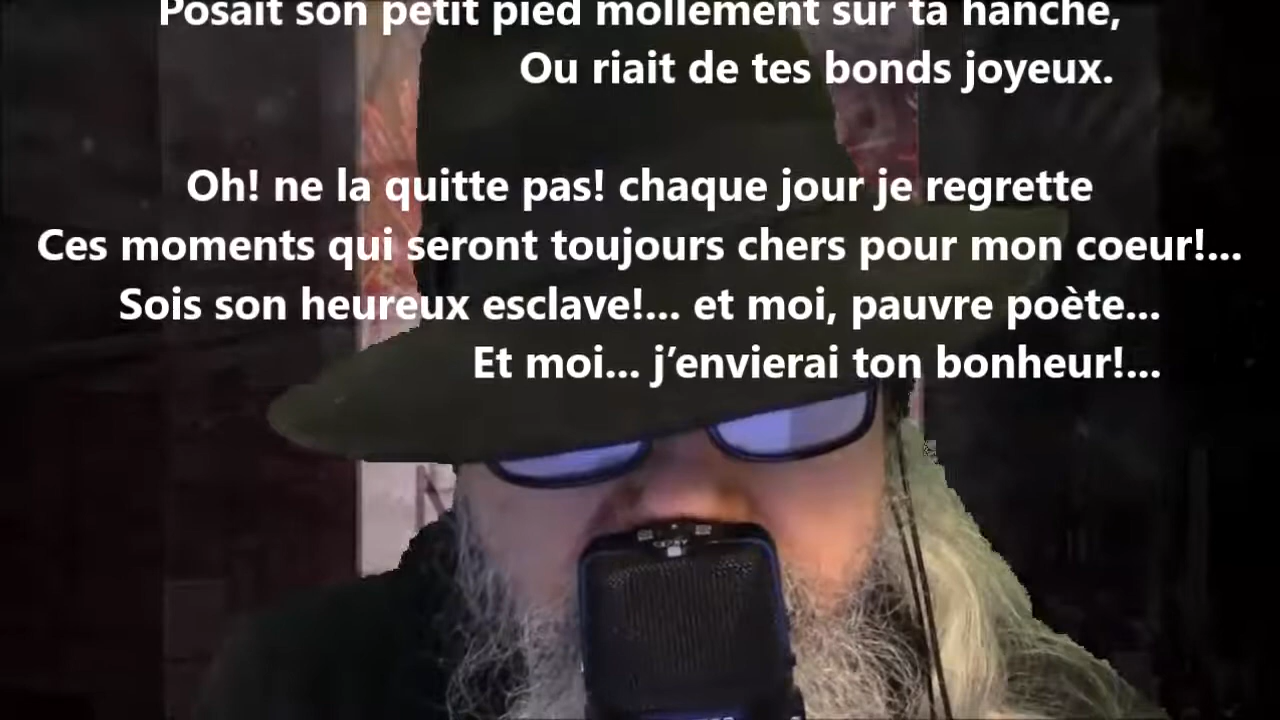 Posait son petit pied mollement sur ta hanche,
Ou riait de tes bonds joyeux.
Oh! ne la quitte pas! chaque jour je regrette
Ces moments qui seront toujours chers pour mon coeur!...
Sois son heureux esclave!... et moi, pauvre poète...
Et moi... j’envierai ton bonheur!...